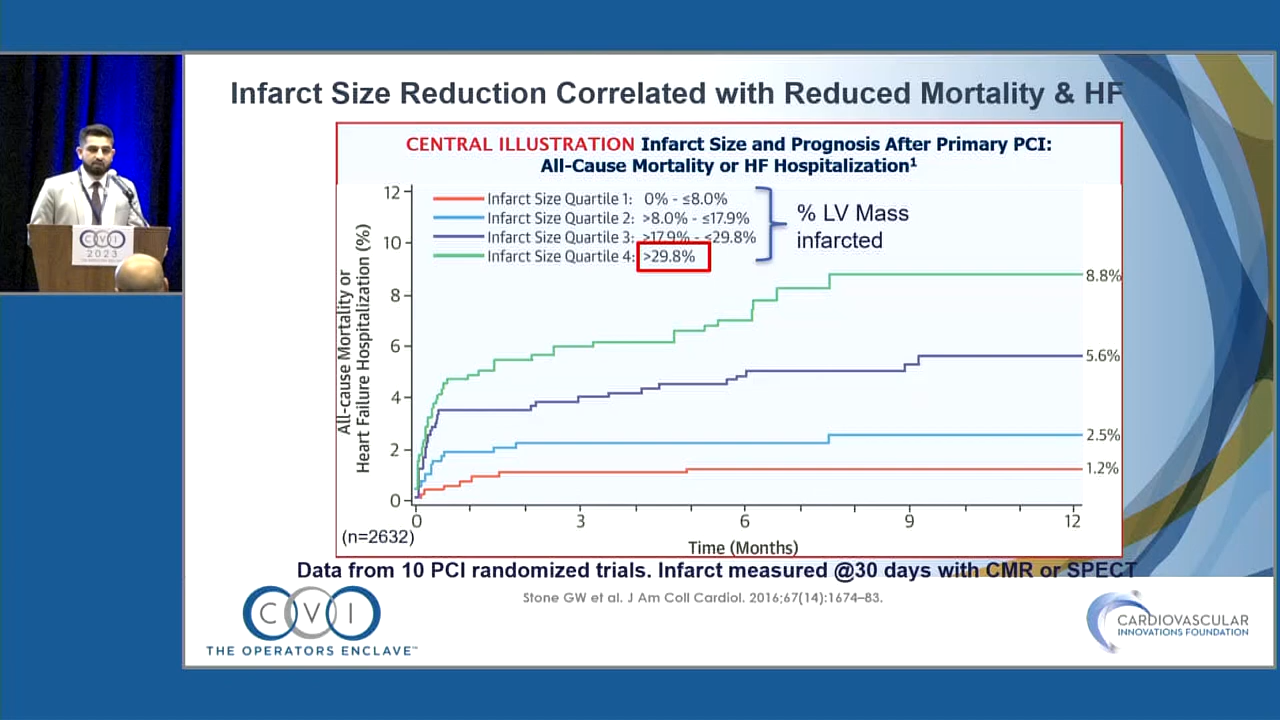 Infarct Size Reduction Correlated with Reduced Mortality & HF
CENTRAL ILLUSTRATION Infarct Size and Prognosis After Primary PCI:
All-Cause Mortality or HF Hospitalization¹
All-cause Mortality or
Heart Failure Hospitalization (%)
12
10
8
6
4
2
0
Infarct Size Quartile 1: 0% - ≤8.0%
Infarct Size Quartile 2: >8.0% - ≤17.9%
Infarct Size Quartile 3: >17.9% - ≤29.8%
Infarct Size Quartile 4: >29.8%
% LV Mass
infarcted
8.8%
5.6%
2.5%
1.2%
0 3 6 9 12
(n=2632)
Time (Months)
Data from 10 PCI randomized trials. Infarct measured @30 days with CMR or SPECT
Stone GW et al. J Am Coll Cardiol. 2016;67(14):1674–83.
CVI
THE OPERATORS ENCLAVE™
CARDIOVASCULAR
INNOVATIONS FOUNDATION
CVI
2023